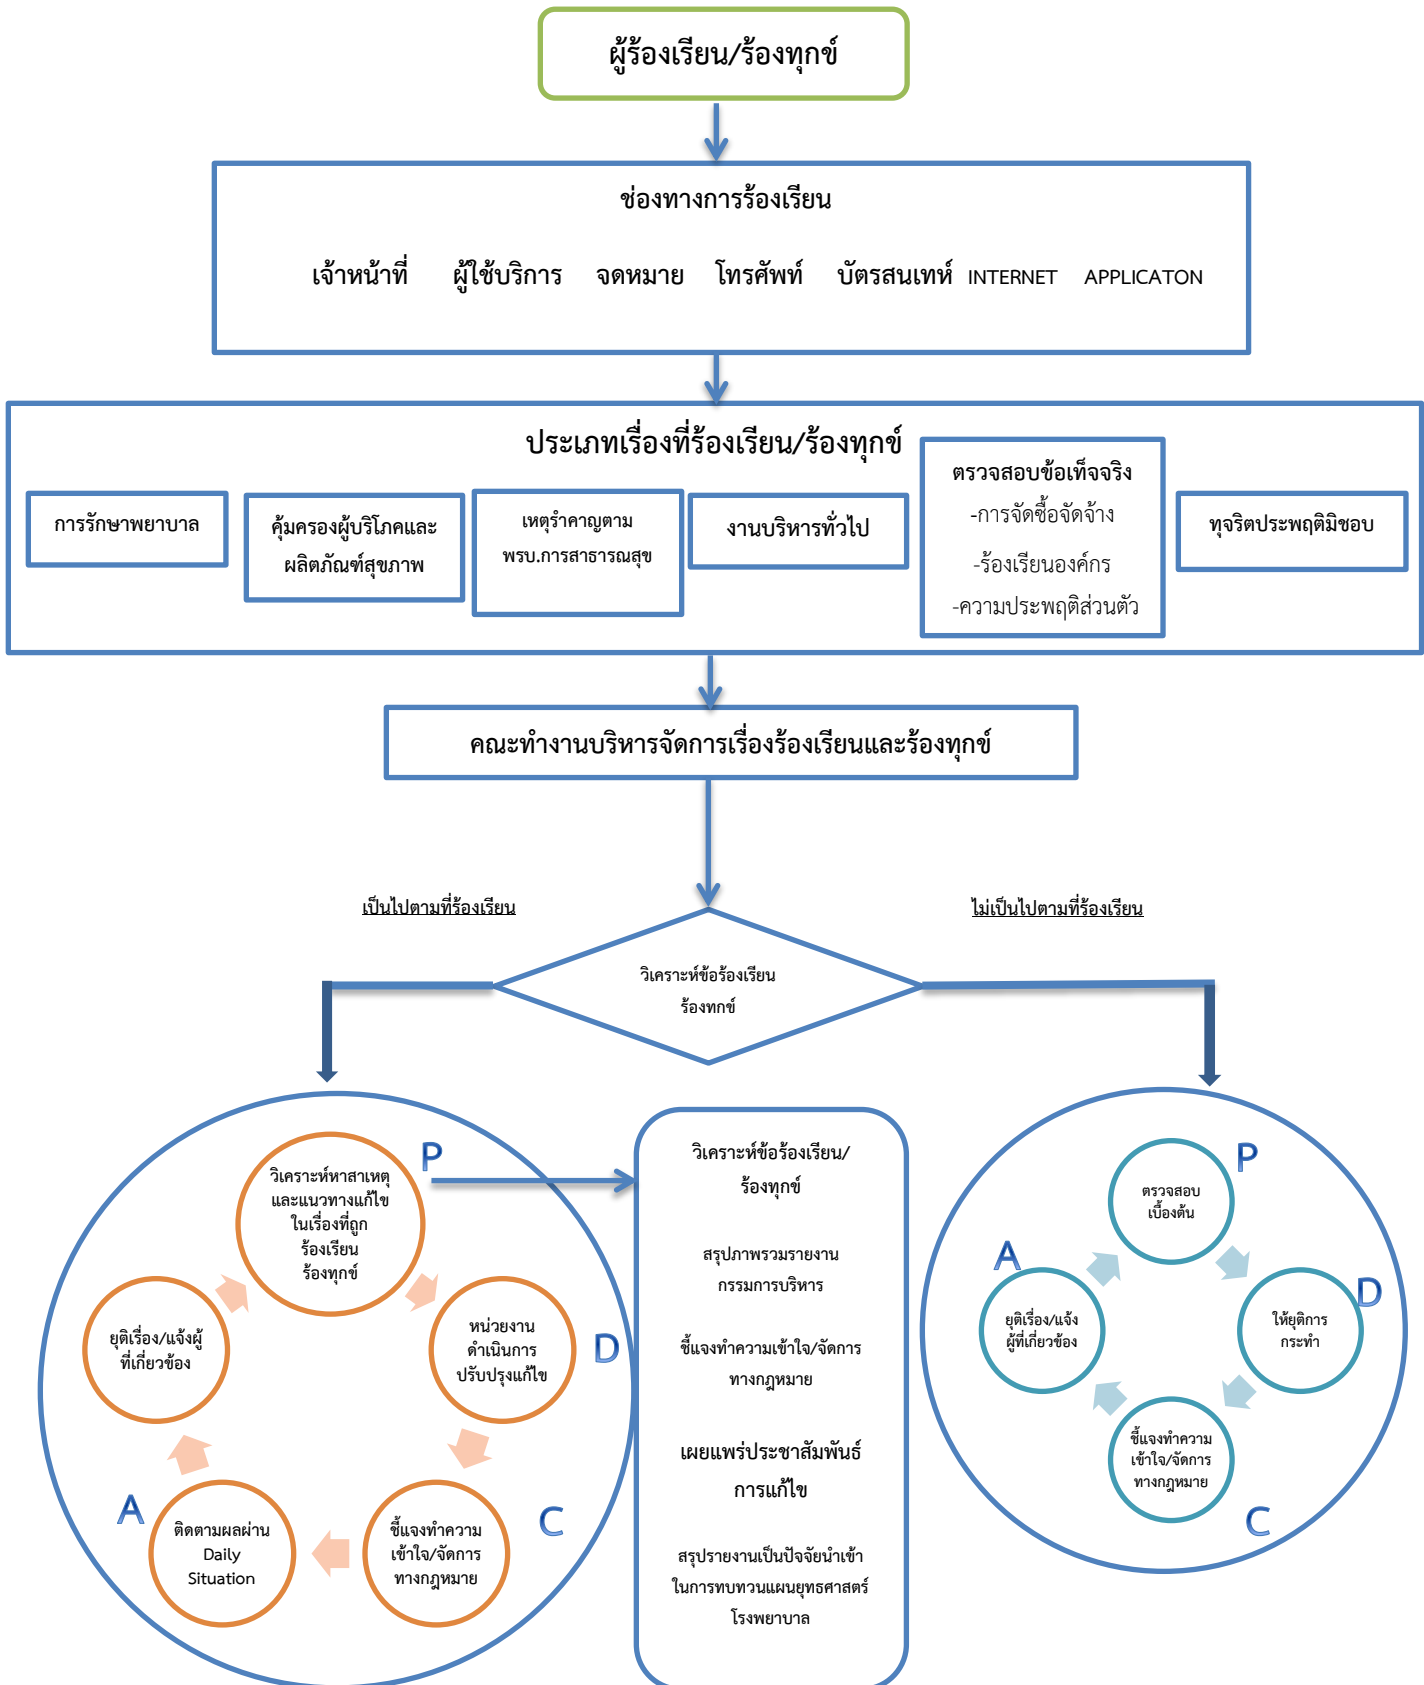 ผู้ร้องเรียน/ร้องทุกข์
ช่องทางการร้องเรียน
เจ้าหน้าที่ ผู้ใช้บริการ จดหมาย โทรศัพท์ บัตรสนเทห์ INTERNET APPLICATON
ประเภทเรื่องที่ร้องเรียน/ร้องทุกข์
การรักษาพยาบาล
คุ้มครองผู้บริโภคและ
ผลิตภัณฑ์สุขภาพ
เหตุรำคาญตาม
พรบ.การสาธารณสุข
งานบริหารทั่วไป
ตรวจสอบข้อเท็จจริง
-การจัดซื้อจัดจ้าง
-ร้องเรียนองค์กร
-ความประพฤติส่วนตัว
ทุจริตประพฤติมิชอบ
คณะทำงานบริหารจัดการเรื่องร้องเรียนและร้องทุกข์
เป็นไปตามที่ร้องเรียน
ไม่เป็นไปตามที่ร้องเรียน
วิเคราะห์ข้อร้องเรียน
ร้องทกข์
P
วิเคราะห์หาสาเหตุ
และแนวทางแก้ไข
ในเรื่องที่ถูก
ร้องเรียน
ร้องทุกข์
D
หน่วยงาน
ดำเนินการ
ปรับปรุงแก้ไข
C
ชี้แจงทำความ
เข้าใจ/จัดการ
ทางกฎหมาย
A
ติดตามผลผ่าน
Daily
Situation
ยุติเรื่อง/แจ้งผู้
ที่เกี่ยวข้อง
วิเคราะห์ข้อร้องเรียน/
ร้องทุกข์
สรุปภาพรวมรายงาน
กรรมการบริหาร
ชี้แจงทำความเข้าใจ/จัดการ
ทางกฎหมาย
เผยแพร่ประชาสัมพันธ์
การแก้ไข
สรุปรายงานเป็นปัจจัยนำเข้า
ในการทบทวนแผนยุทธศาสตร์
โรงพยาบาล
P
ตรวจสอบ
เบื้องต้น
D
ให้ยุติการ
กระทำ
C
ชี้แจงทำความ
เข้าใจ/จัดการ
ทางกฎหมาย
A
ยุติเรื่อง/แจ้ง
ผู้ที่เกี่ยวข้อง